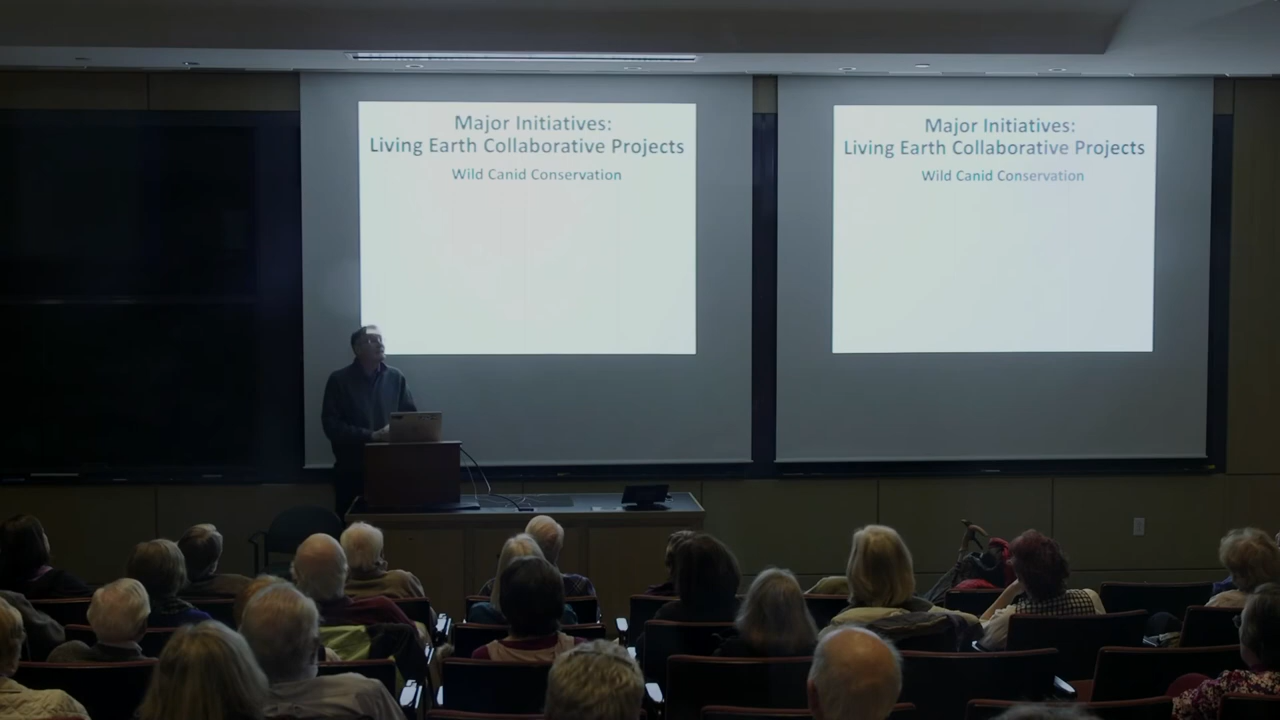 Major Initiatives:
Living Earth Collaborative Projects
Wild Canid Conservation
Major Initiatives:
Living Earth Collaborative Projects
Wild Canid Conservation